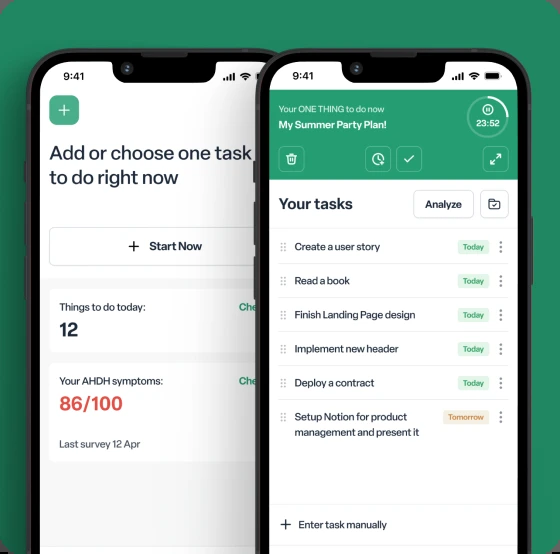 9:41
Add or choose one task
to do right now
+ Start Now
Things to do today:
12
Your AHDH symptoms:
86/100
Last survey 12 Apr
9:41
Your ONE THING to do now
My Summer Party Plan!
23:52
Your tasks
Analyze
Create a user story Today
Read a book Today
Finish Landing Page design Today
Implement new header Today
Deploy a contract Today
Setup Notion for product Tomorrow
management and present it
+ Enter task manually